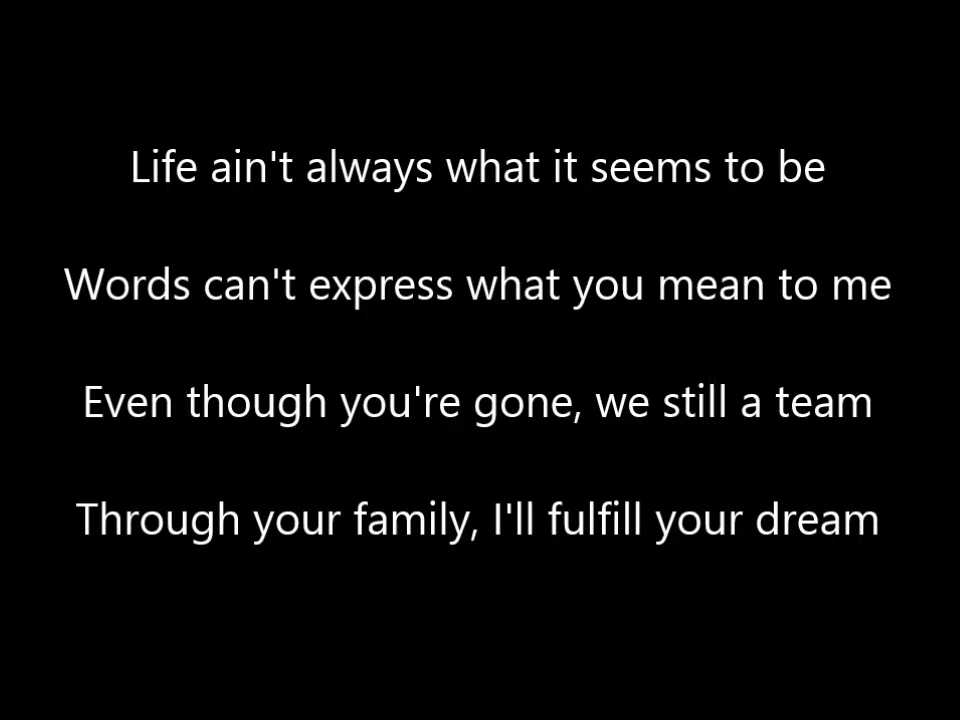 Life ain't always what it seems to be
Words can't express what you mean to me
Even though you're gone, we still a team
Through your family, I'll fulfill your dream